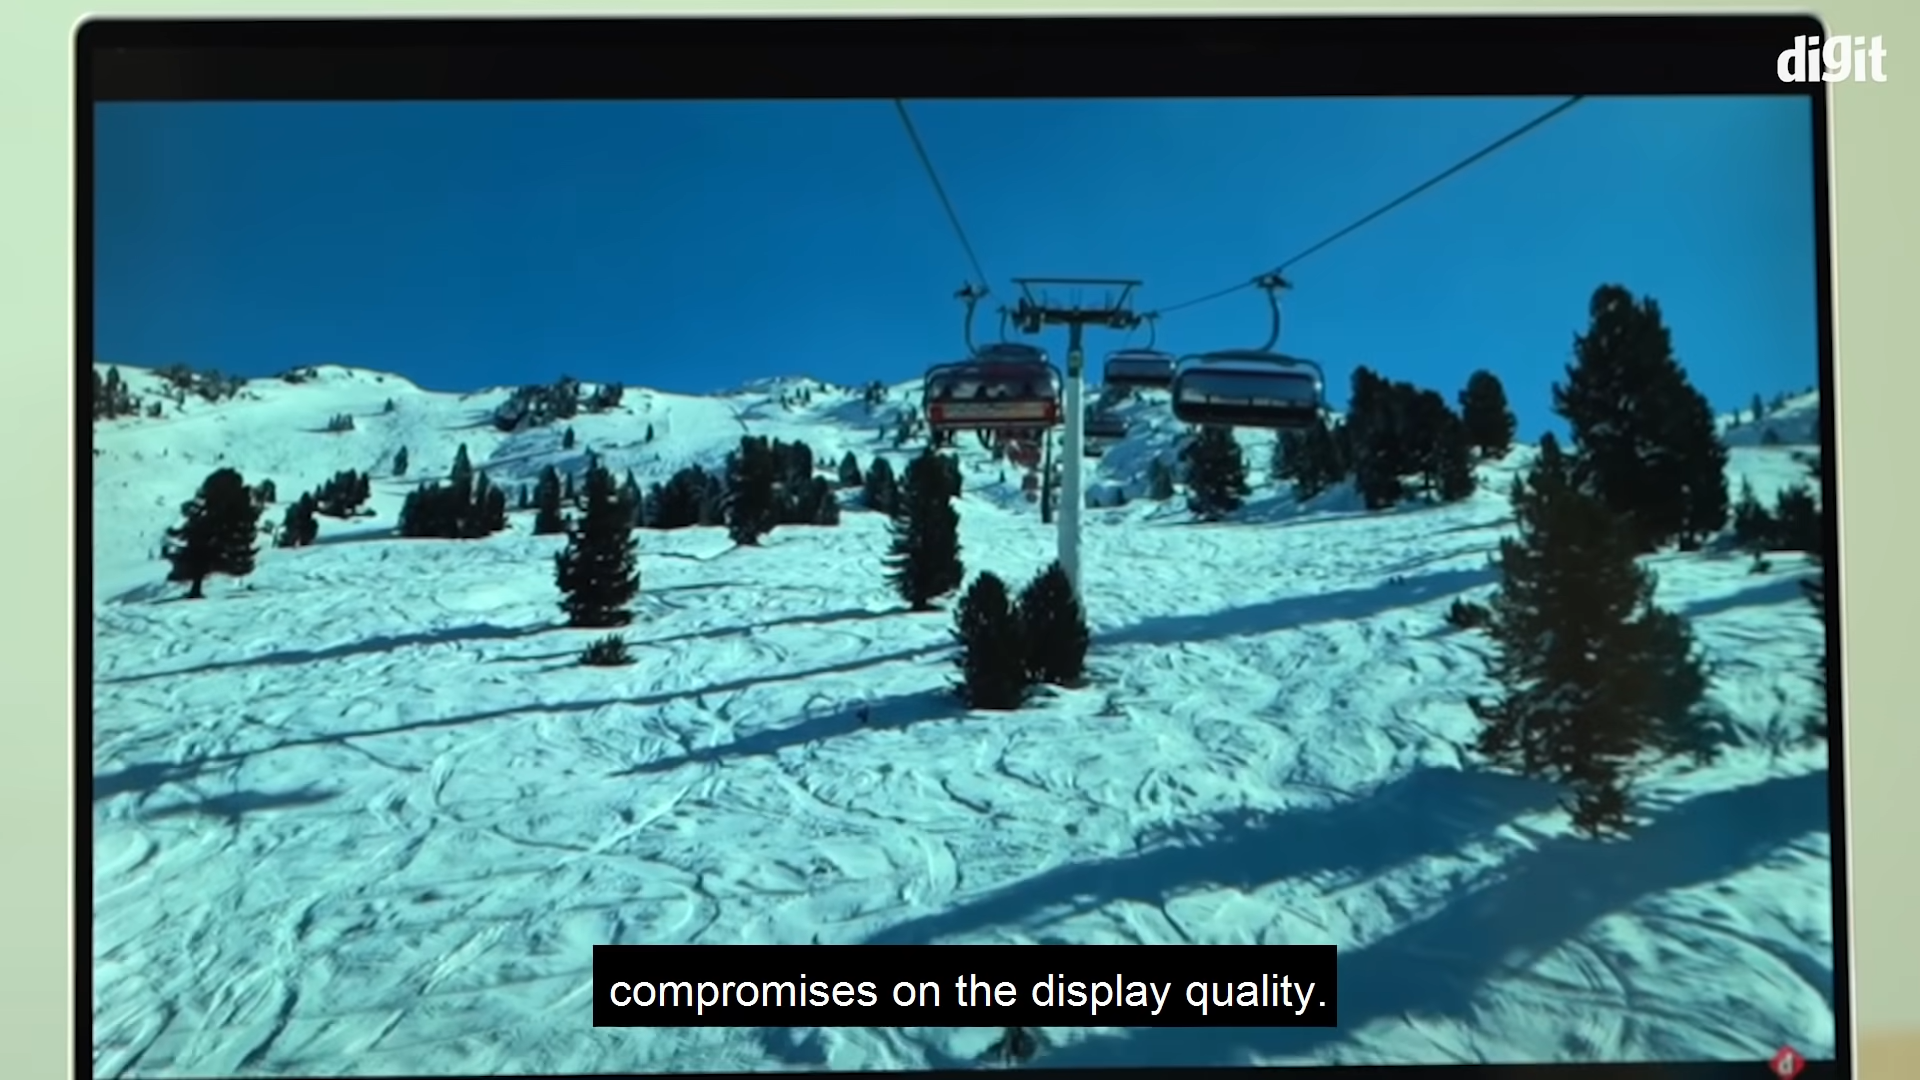 digit
compromises on the display quality.